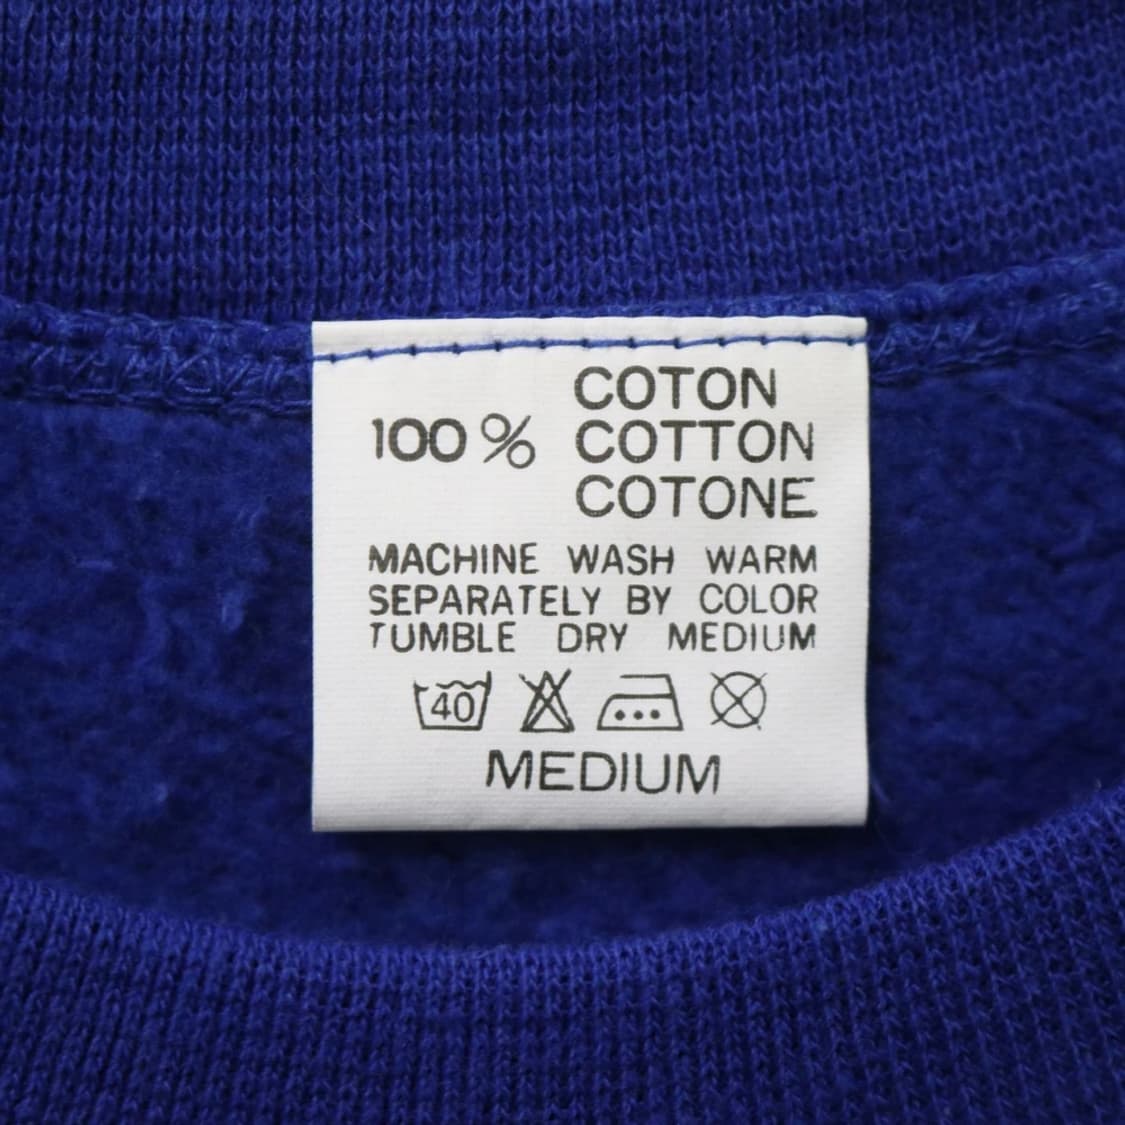 COTON
100% COTTON
COTONE
MACHINE WASH WARM
SEPARATELY BY COLOR
TUMBLE DRY MEDIUM
40
MEDIUM